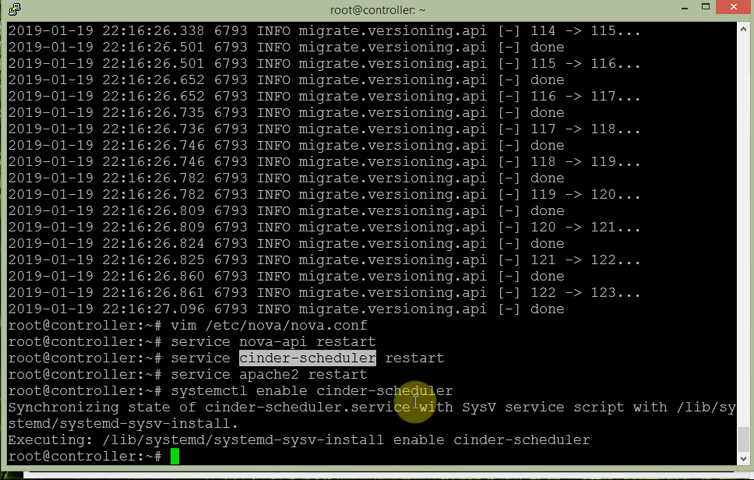 root@controller: ~
2019-01-19 22:16:26.338 6793 INFO migrate.versioning.api [-] 114 -> 115...
2019-01-19 22:16:26.501 6793 INFO migrate.versioning.api [-] done
2019-01-19 22:16:26.501 6793 INFO migrate.versioning.api [-] 115 -> 116...
2019-01-19 22:16:26.652 6793 INFO migrate.versioning.api [-] done
2019-01-19 22:16:26.652 6793 INFO migrate.versioning.api [-] 116 -> 117...
2019-01-19 22:16:26.735 6793 INFO migrate.versioning.api [-] done
2019-01-19 22:16:26.736 6793 INFO migrate.versioning.api [-] 117 -> 118...
2019-01-19 22:16:26.746 6793 INFO migrate.versioning.api [-] done
2019-01-19 22:16:26.746 6793 INFO migrate.versioning.api [-] 118 -> 119...
2019-01-19 22:16:26.782 6793 INFO migrate.versioning.api [-] done
2019-01-19 22:16:26.782 6793 INFO migrate.versioning.api [-] 119 -> 120...
2019-01-19 22:16:26.809 6793 INFO migrate.versioning.api [-] done
2019-01-19 22:16:26.809 6793 INFO migrate.versioning.api [-] 120 -> 121...
2019-01-19 22:16:26.824 6793 INFO migrate.versioning.api [-] done
2019-01-19 22:16:26.825 6793 INFO migrate.versioning.api [-] 121 -> 122...
2019-01-19 22:16:26.860 6793 INFO migrate.versioning.api [-] done
2019-01-19 22:16:26.861 6793 INFO migrate.versioning.api [-] 122 -> 123...
2019-01-19 22:16:27.096 6793 INFO migrate.versioning.api [-] done
root@controller:~# vim /etc/nova/nova.conf
root@controller:~# service nova-api restart
root@controller:~# service cinder-scheduler restart
root@controller:~# service apache2 restart
root@controller:~# systemctl enable cinder-scheduler
Synchronizing state of cinder-scheduler.service with SysV service script with /lib/sy
stemd/systemd-sysv-install.
Executing: /lib/systemd/systemd-sysv-install enable cinder-scheduler
root@controller:~#